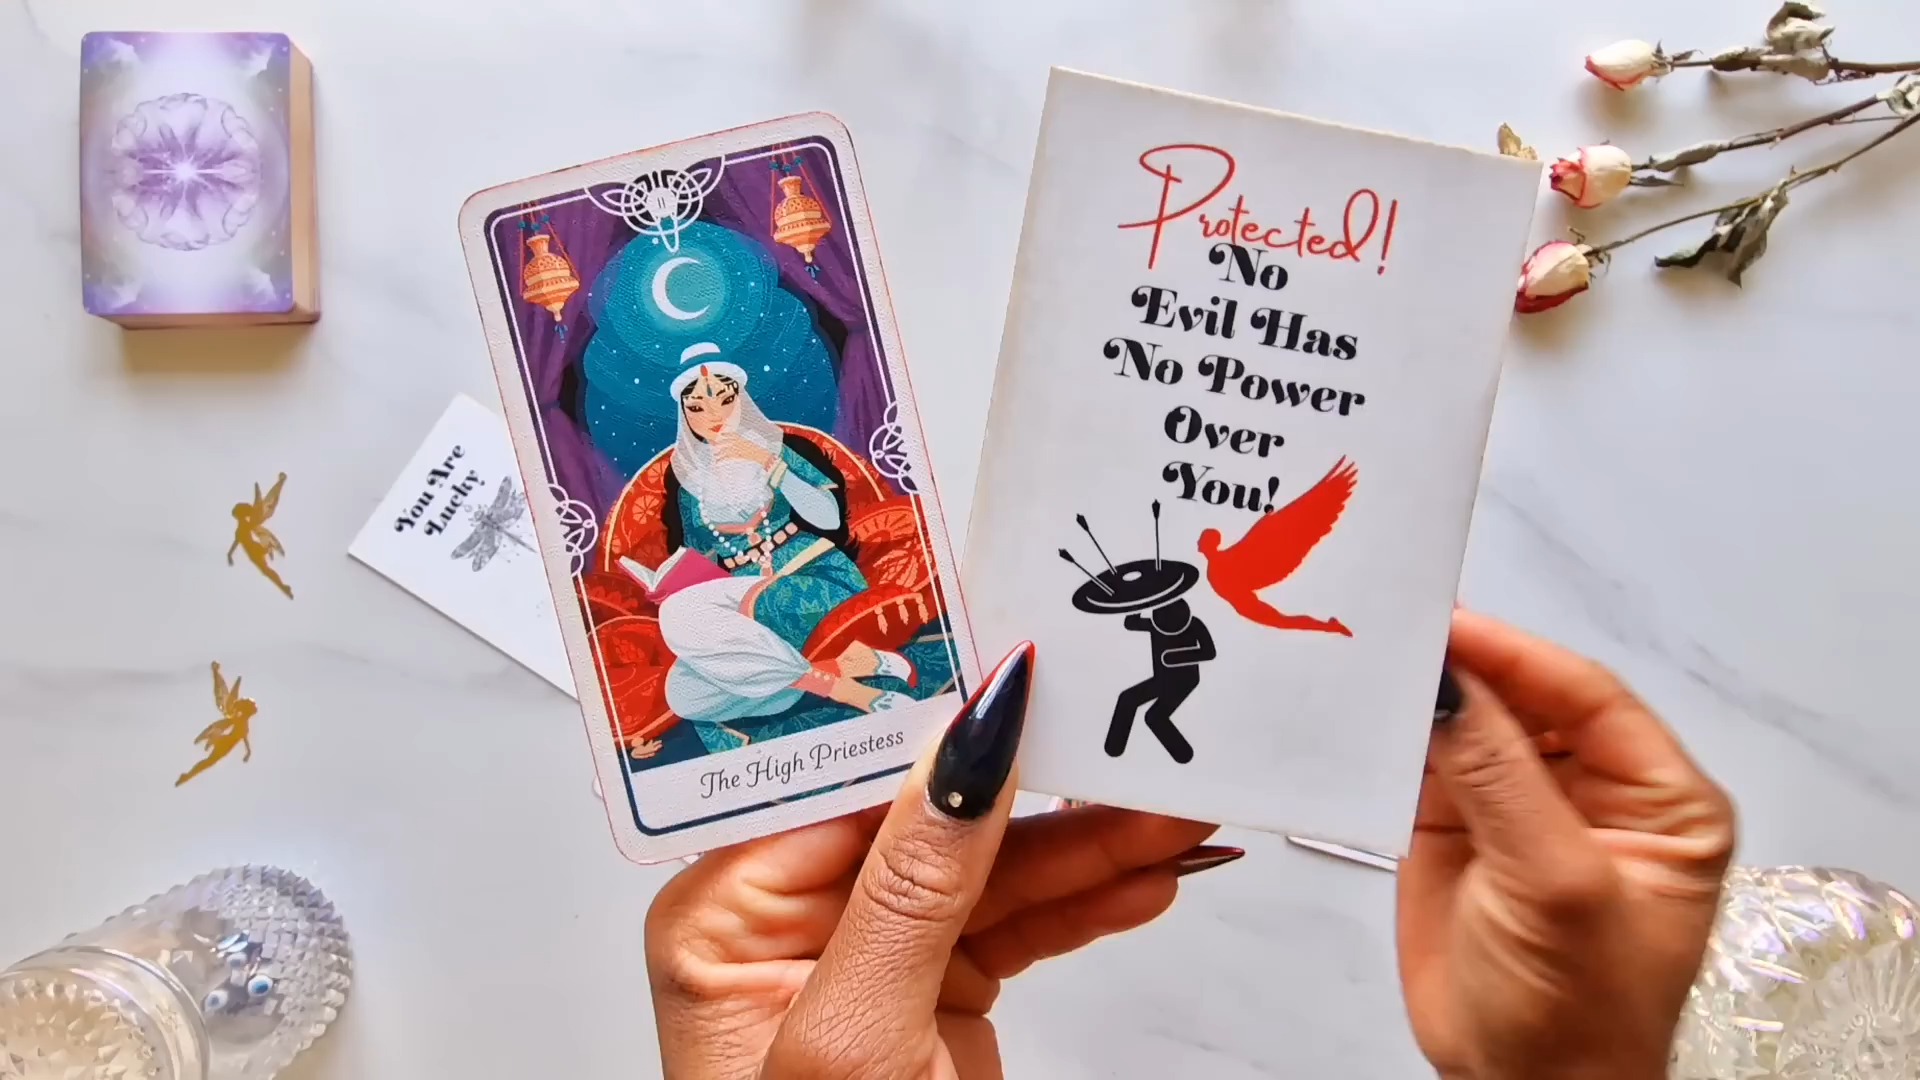 You Are
Lucky
The High Priestess
Protected!
No
Evil Has
No Power
Over
You!